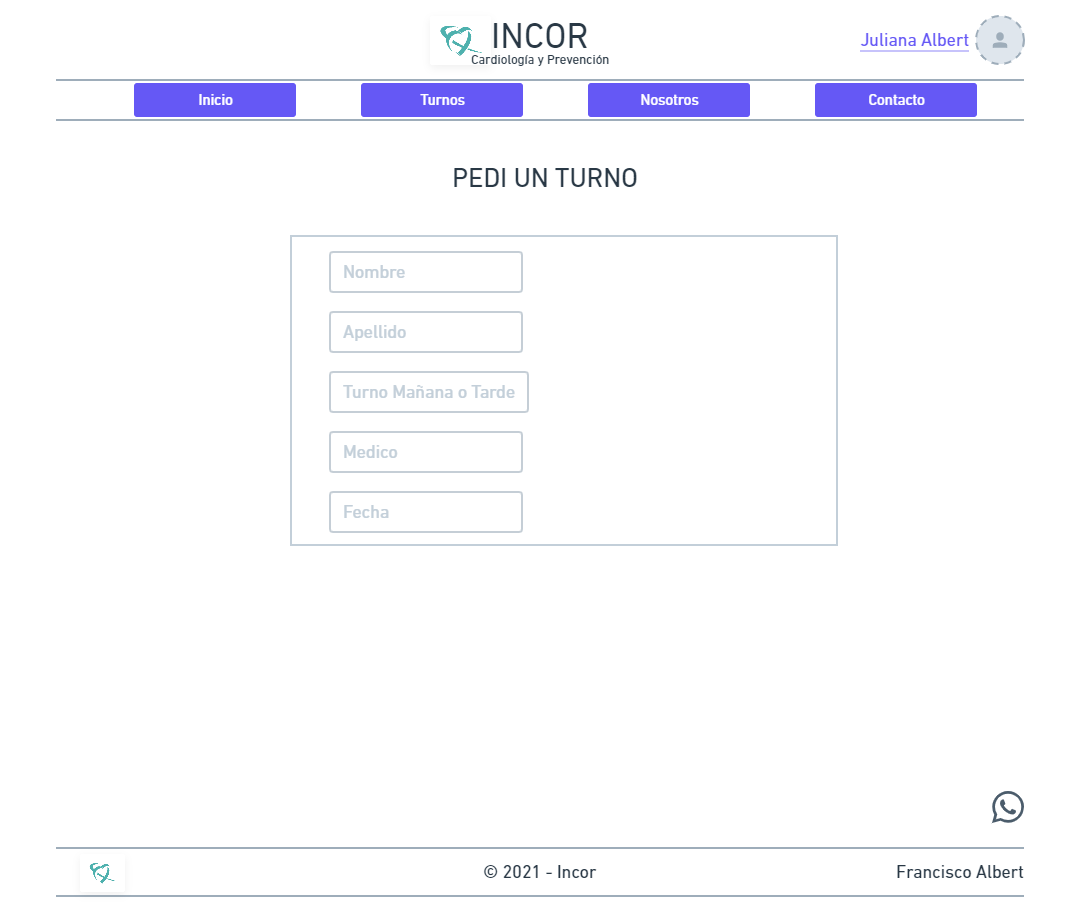 INCOR
Cardiología y Prevención
Juliana Albert
Inicio
Turnos
Nosotros
Contacto
PEDI UN TURNO
Nombre
Apellido
Turno Mañana o Tarde
Medico
Fecha
© 2021 - Incor
Francisco Albert